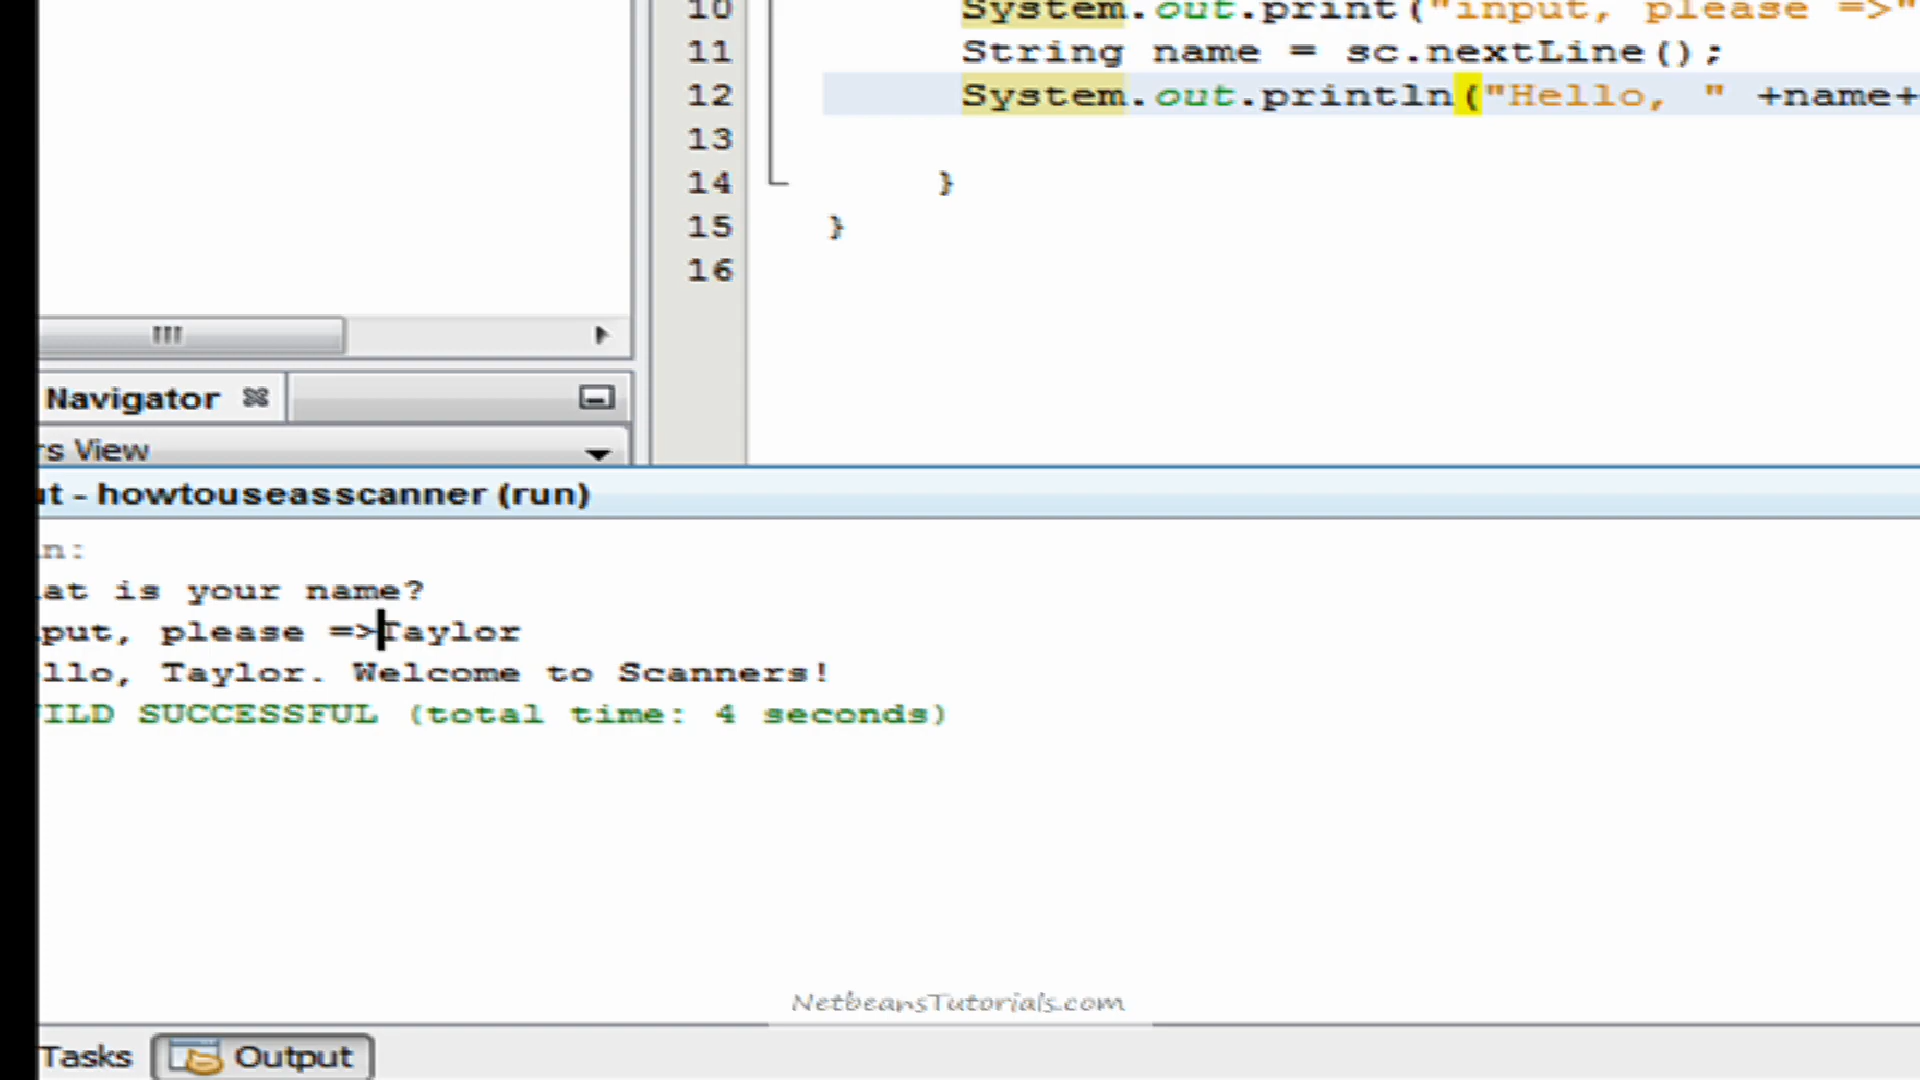 10 System.out.print("input, please =>"
11 String name = sc.nextLine();
12 System.out.println("Hello, " +name+
13
14 }
15 }
16
Navigator
rs View
ut - howtouseasscanner (run)
n:
at is your name?
put, please =>Taylor
llo, Taylor. Welcome to Scanners!
ILD SUCCESSFUL (total time: 4 seconds)
NetbeansTutorials.com
Tasks Output